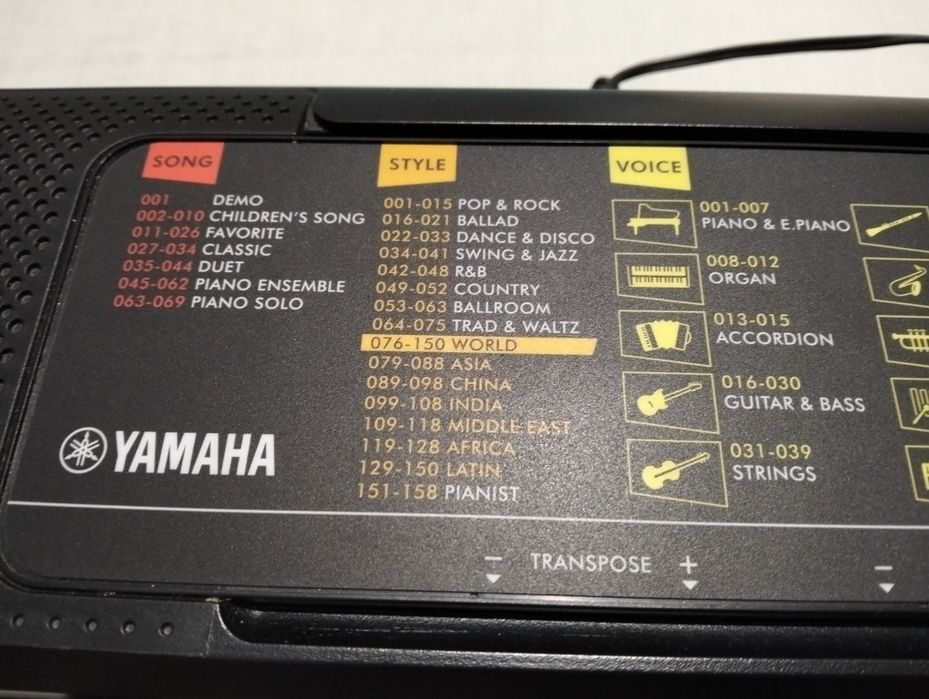 SONG
001 DEMO
002-010 CHILDREN'S SONG
011-026 FAVORITE
027-034 CLASSIC
035-044 DUET
045-062 PIANO ENSEMBLE
063-069 PIANO SOLO
YAMAHA
STYLE
001-015 POP & ROCK
016-021 BALLAD
022-033 DANCE & DISCO
034-041 SWING & JAZZ
042-048 R&B
049-052 COUNTRY
053-063 BALLROOM
064-075 TRAD & WALTZ
076-150 WORLD
079-088 ASIA
089-098 CHINA
099-108 INDIA
109-118 MIDDLE EAST
119-128 AFRICA
129-150 LATIN
151-158 PIANIST
VOICE
001-007
PIANO & E.PIANO
008-012
ORGAN
013-015
ACCORDION
016-030
GUITAR & BASS
031-039
STRINGS
− TRANSPOSE + −